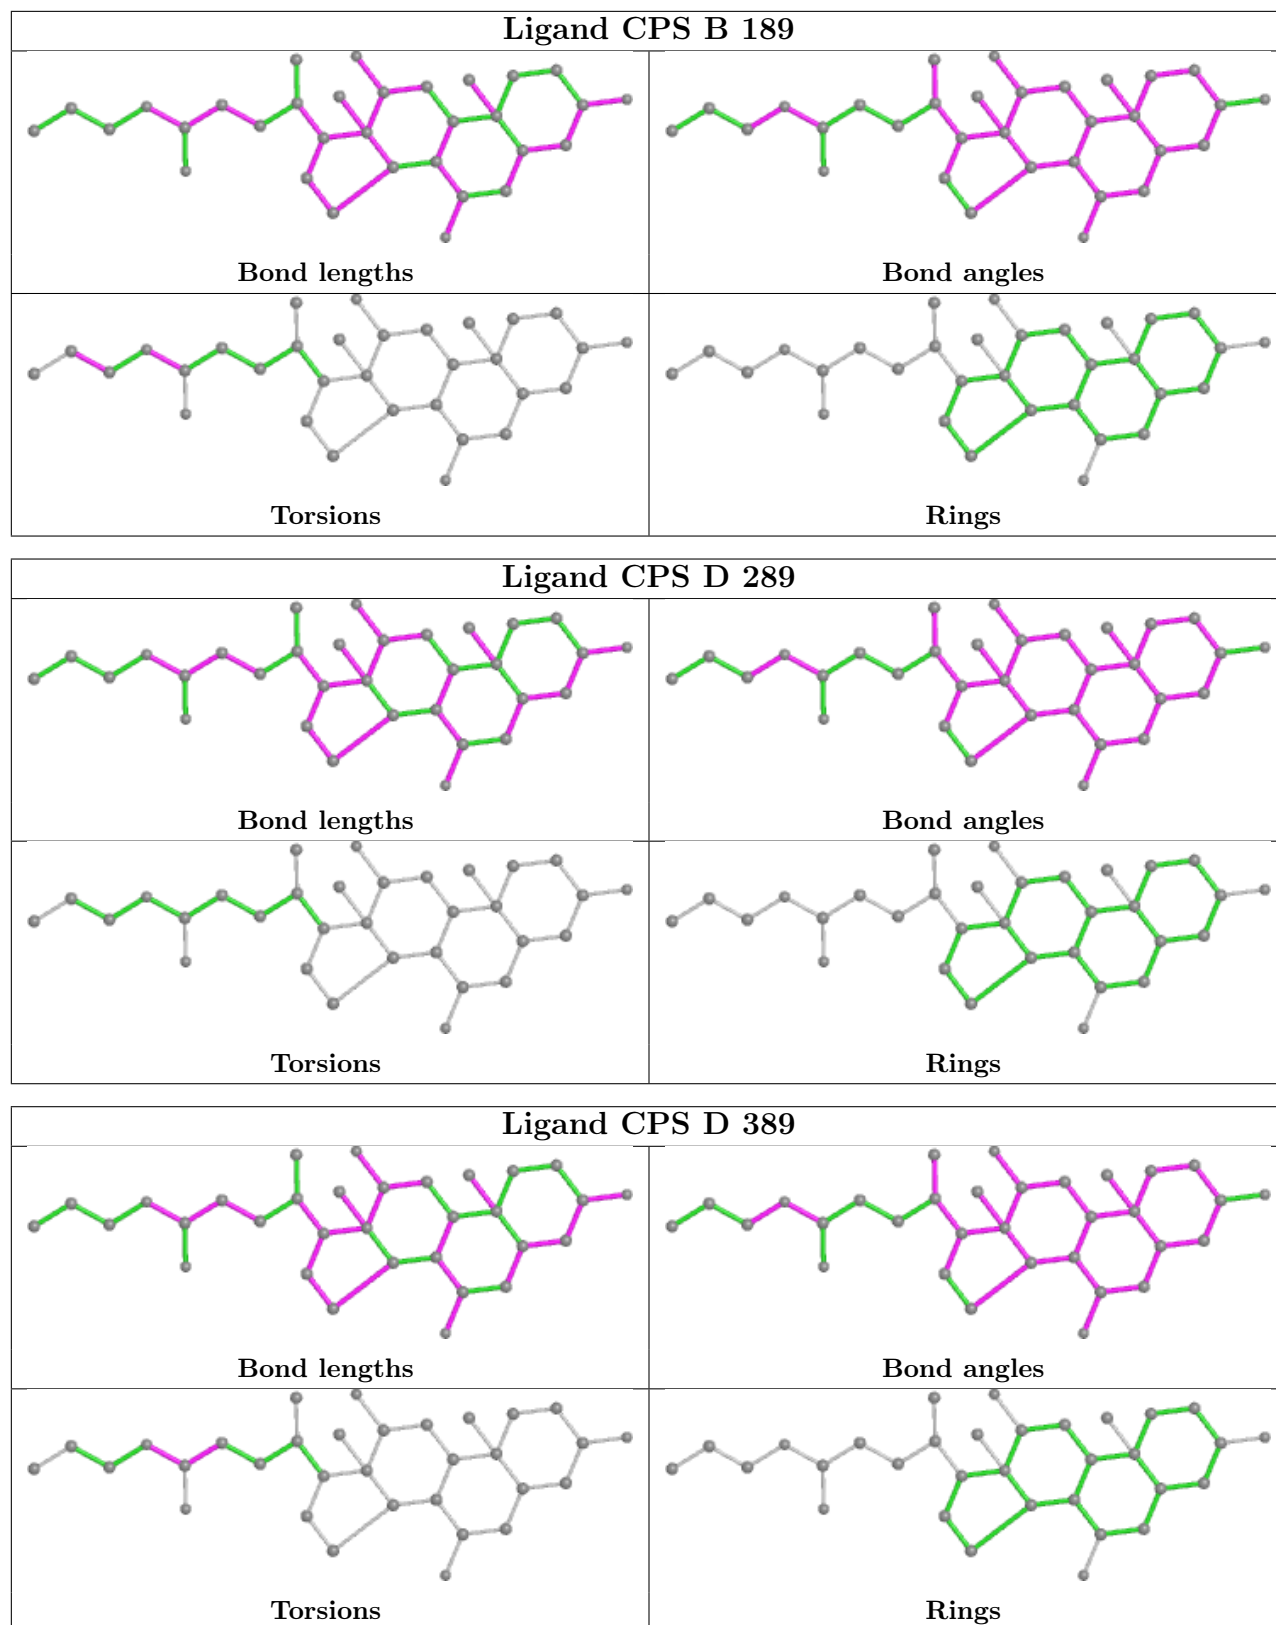 Ligand CPS B 189
Bond lengths
Bond angles
Torsions
Rings
Ligand CPS D 289
Bond lengths
Bond angles
Torsions
Rings
Ligand CPS D 389
Bond lengths
Bond angles
Torsions
Rings